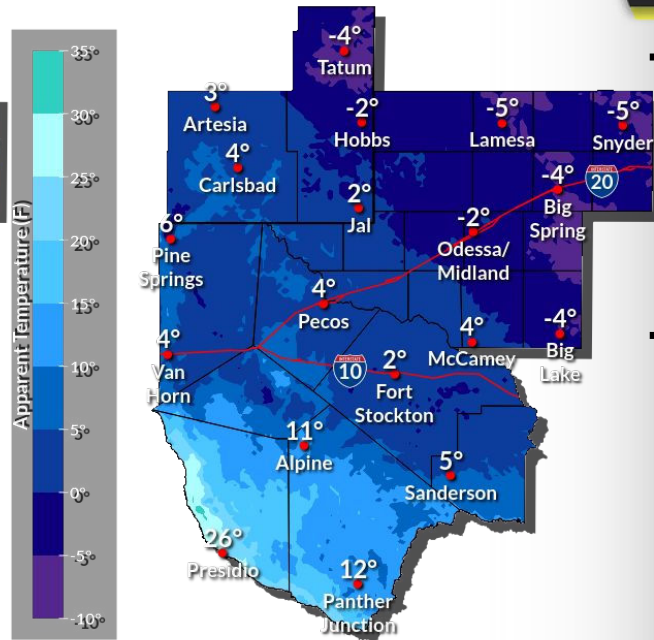 Apparent Temperature (F)
35°
30°
25°
20°
15°
10°
5°
0°
-5°
-10°
-4°
Tatum
3°
Artesia
-2°
Hobbs
-5°
Lamesa
-5°
Snyder
4°
Carlsbad
-4°
Big
Spring
INTERSTATE
20
2°
Jal
-2°
Odessa/
Midland
6°
Pine
Springs
4°
Pecos
4°
McCamey
-4°
Big
Lake
4°
Van
Horn
INTERSTATE
10
2°
Fort
Stockton
11°
Alpine
5°
Sanderson
26°
Presidio
12°
Panther
Junction